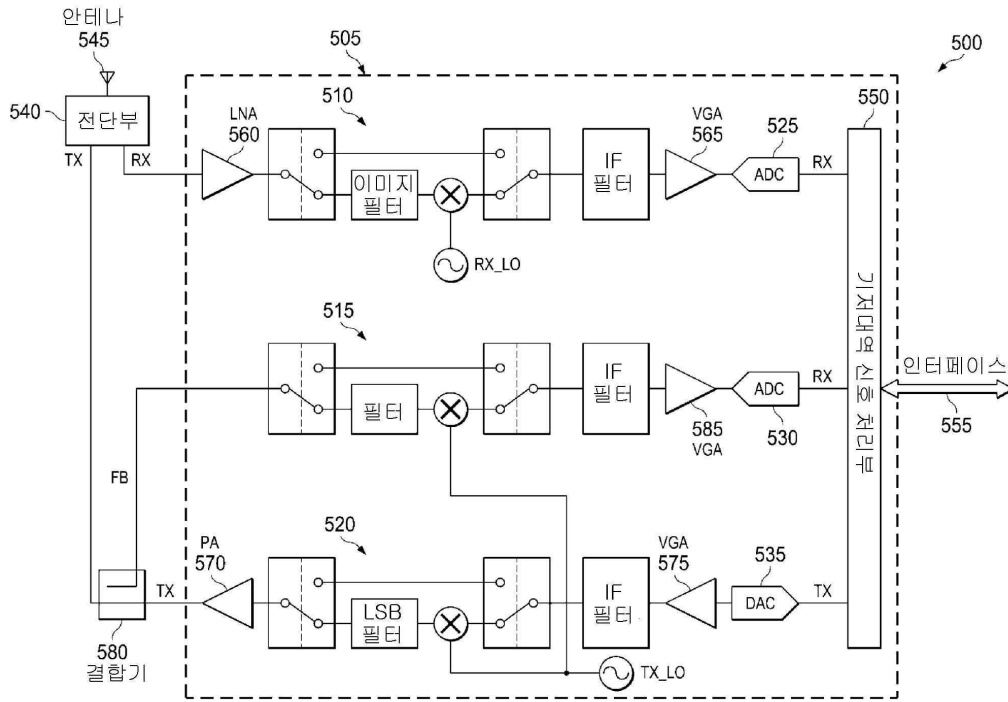 안테나
545
505
500
540
전단부
TX
RX
LNA
560
510
이미지
필터
RX_LO
IF
필터
VGA
565
525
ADC
RX
550
515
필터
IF
필터
585
VGA
ADC
530
RX
기저대역 신호 처리부
인터페이스
555
FB
520
PA
570
TX
580
결합기
LSB
필터
TX_LO
IF
필터
VGA
575
535
DAC
TX